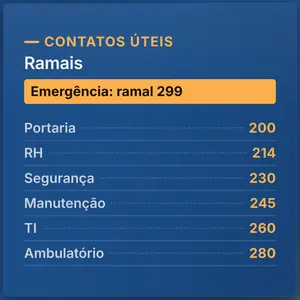 — CONTATOS ÚTEIS
Ramais
Emergência: ramal 299
Portaria 200
RH 214
Segurança 230
Manutenção 245
TI 260
Ambulatório 280